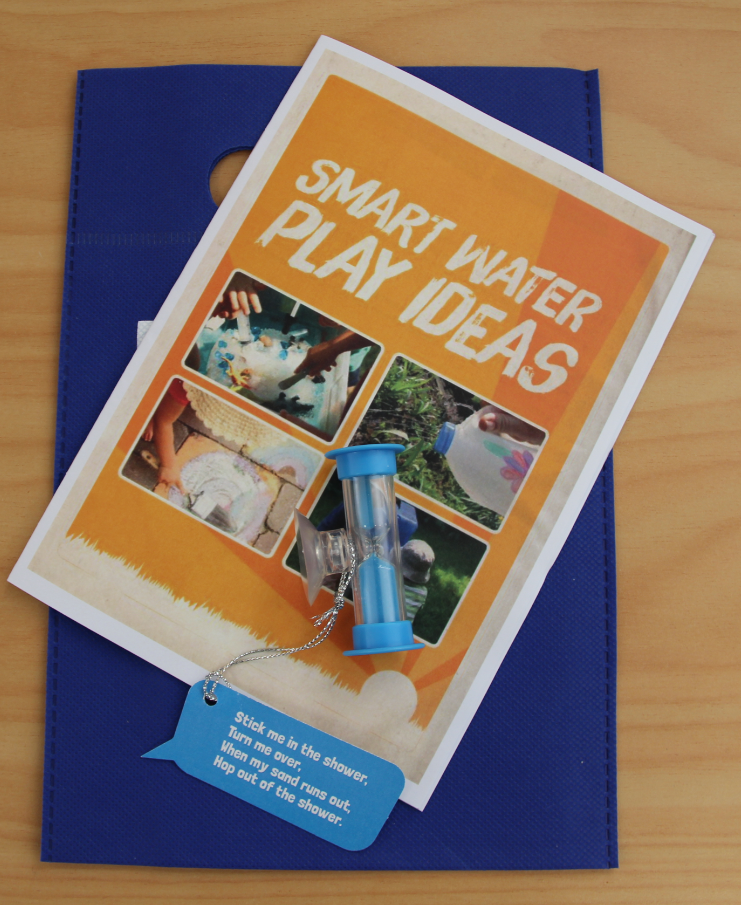 SMART WATER
PLAY IDEAS
Stick me in the shower,
Turn me over,
When my sand runs out,
Hop out of the shower.